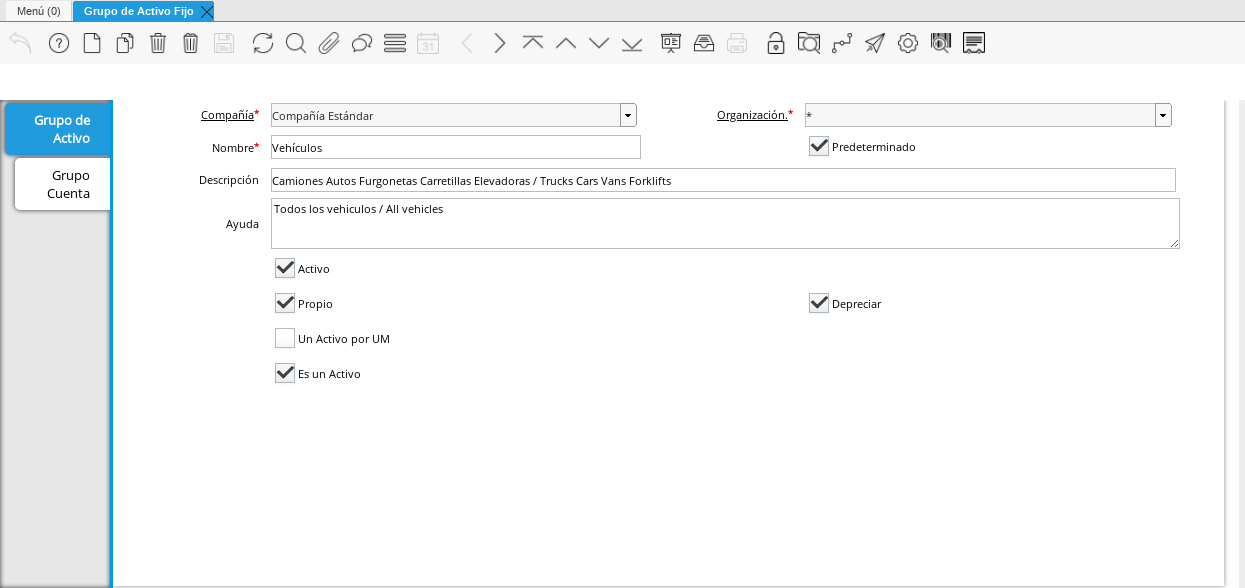 Menú (0)
Grupo de Activo Fijo
31
Grupo de
Activo
Grupo
Cuenta
Compañía* Compañía Estándar Organización.* *
Nombre* Vehículos Predeterminado
Descripción Camiones Autos Furgonetas Carretillas Elevadoras / Trucks Cars Vans Forklifts
Ayuda Todos los vehiculos / All vehicles
Activo
Propio Depreciar
Un Activo por UM
Es un Activo